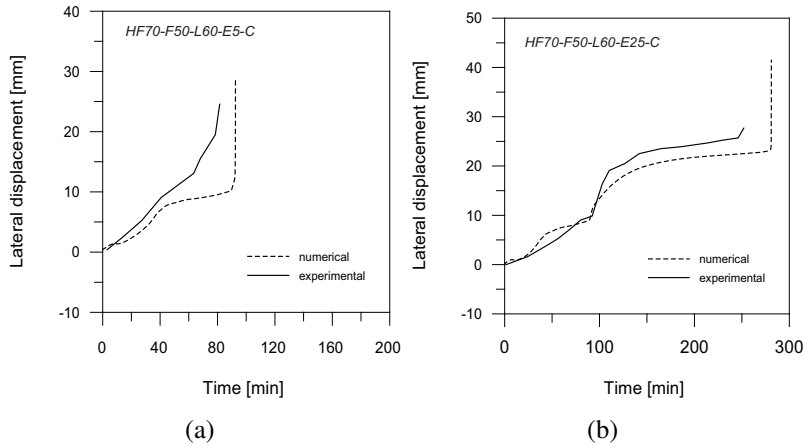 HF70-F50-L60-E5-C
Lateral displacement [mm]
40
30
20
10
0
-10
numerical
experimental
0 40 80 120 160 200
Time [min]
(a)
HF70-F50-L60-E25-C
Lateral displacement [mm]
50
40
30
20
10
0
-10
numerical
experimental
0 100 200 300
Time [min]
(b)